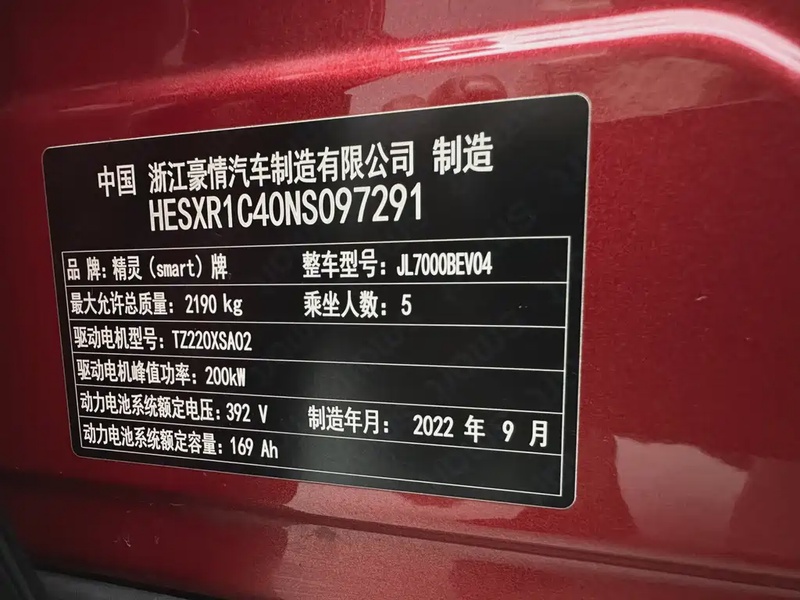 中国 浙江豪情汽车制造有限公司 制造
HESXR1C40NS097291
品 牌：精灵（smart）牌 整车型号：JL7000BEV04
最大允许总质量：2190 kg 乘坐人数：5
驱动电机型号：TZ220XSA02
驱动电机峰值功率：200kW
动力电池系统额定电压：392 V 制造年月：2022 年 9 月
动力电池系统额定容量：169 Ah